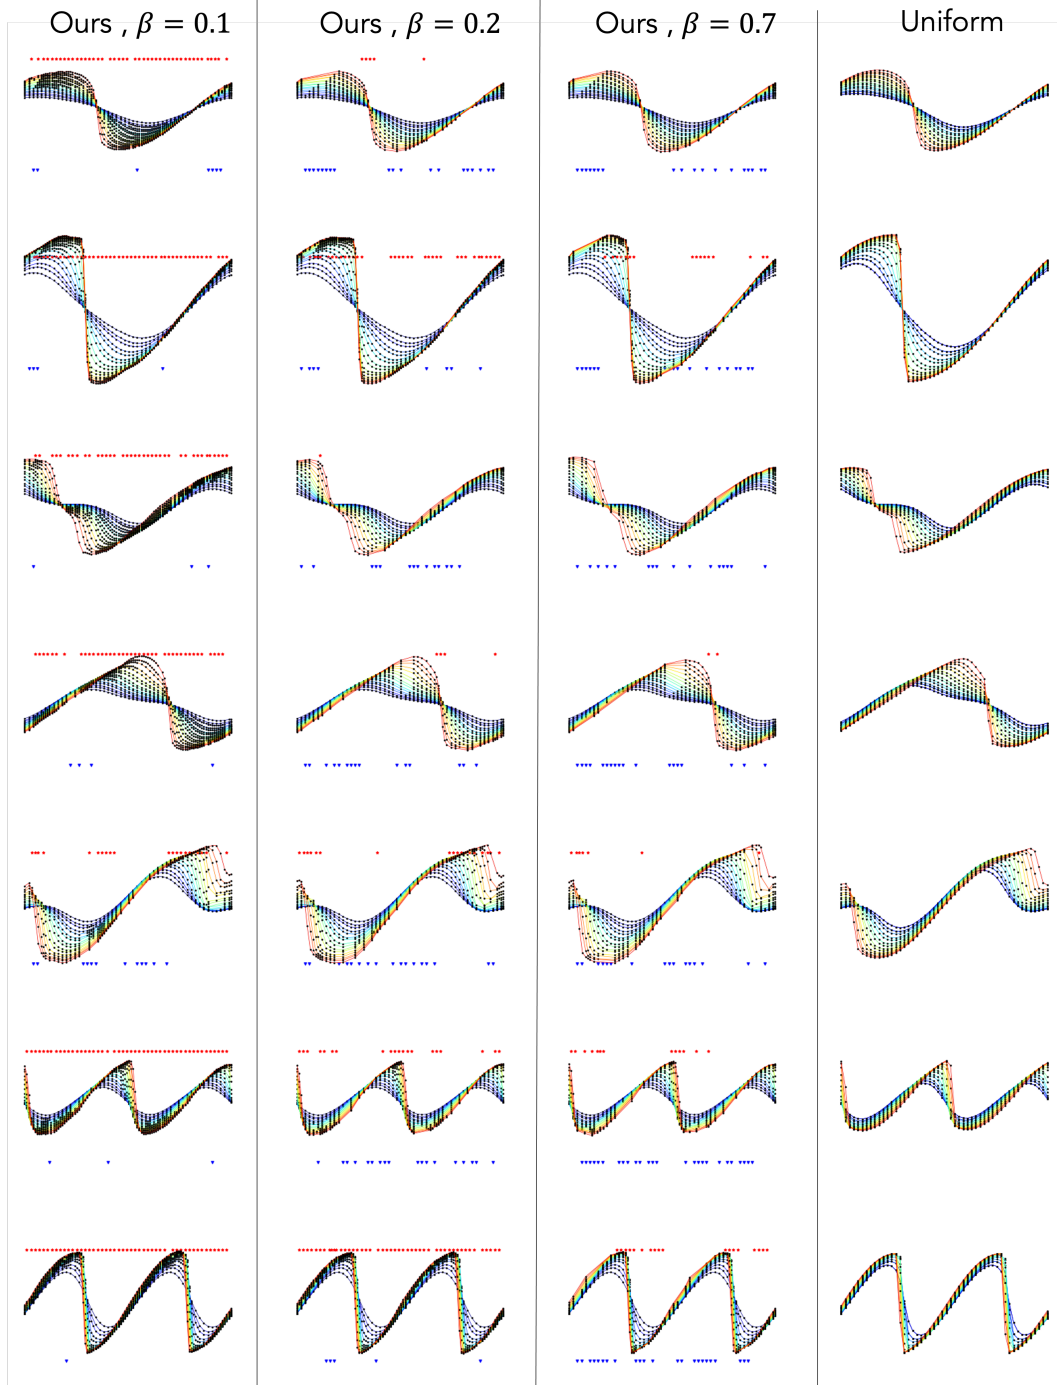 Ours , β = 0.1 Ours , β = 0.2 Ours , β = 0.7 Uniform